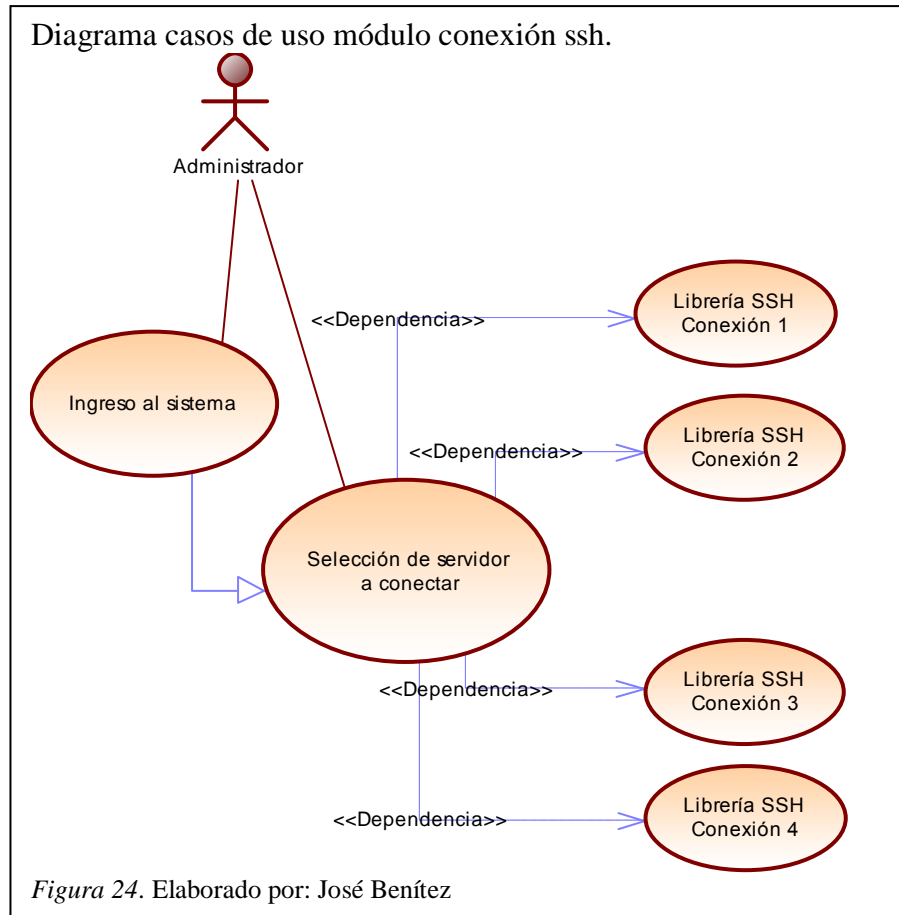 Diagrama casos de uso módulo conexión ssh.
Administrador
<<Dependencia>>
Librería SSH
Conexión 1
Ingreso al sistema
<<Dependencia>>
Librería SSH
Conexión 2
Selección de servidor
a conectar
<<Dependencia>>
Librería SSH
Conexión 3
<<Dependencia>>
Librería SSH
Conexión 4
Figura 24. Elaborado por: José Benítez